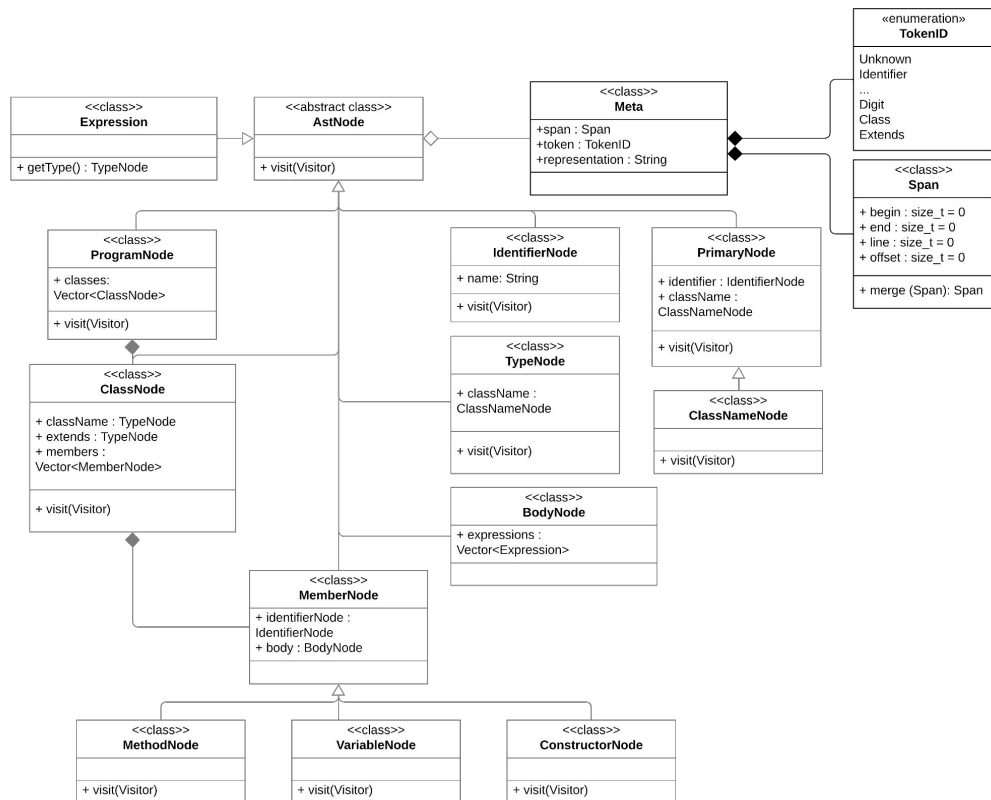 «enumeration»
TokenID
Unknown
Identifier
...
Digit
Class
Extends
<<class>>
Expression
+ getType() : TypeNode
<<abstract class>>
AstNode
+ visit(Visitor)
<<class>>
Meta
+span : Span
+token : TokenID
+representation : String
<<class>>
Span
+ begin : size_t = 0
+ end : size_t = 0
+ line : size_t = 0
+ offset : size_t = 0
+ merge (Span): Span
<<class>>
ProgramNode
+ classes:
Vector<ClassNode>
+ visit(Visitor)
<<class>>
IdentifierNode
+ name: String
+ visit(Visitor)
<<class>>
PrimaryNode
+ identifier : IdentifierNode
+ className :
ClassNameNode
+ visit(Visitor)
<<class>>
TypeNode
+ className :
ClassNameNode
+ visit(Visitor)
<<class>>
ClassNode
+ className : TypeNode
+ extends : TypeNode
+ members :
Vector<MemberNode>
+ visit(Visitor)
<<class>>
ClassNameNode
+ visit(Visitor)
<<class>>
BodyNode
+ expressions :
Vector<Expression>
<<class>>
MemberNode
+ identifierNode :
IdentifierNode
+ body : BodyNode
<<class>>
MethodNode
+ visit(Visitor)
<<class>>
VariableNode
+ visit(Visitor)
<<class>>
ConstructorNode
+ visit(Visitor)